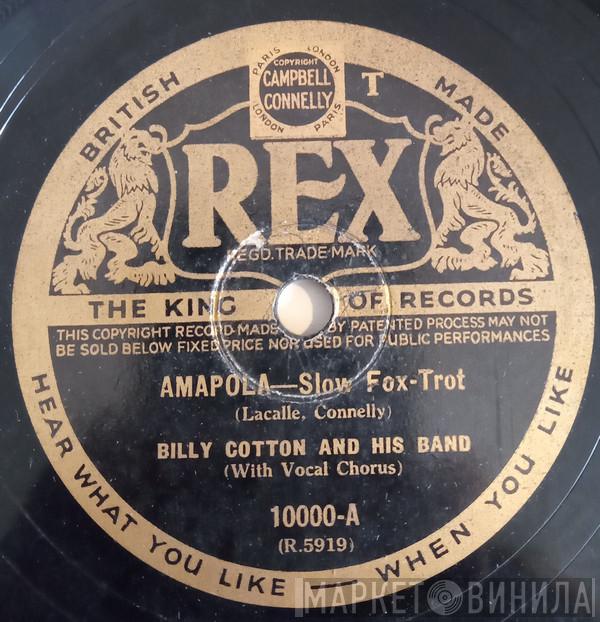 BRITISH MADE
PARIS LONDON
COPYRIGHT
CAMPBELL
CONNELLY
LONDON PARIS
T
REX
REGD. TRADE-MARK
THE KING OF RECORDS
THIS COPYRIGHT RECORD MADE BY PATENTED PROCESS MAY NOT
BE SOLD BELOW FIXED PRICE NOR USED FOR PUBLIC PERFORMANCES
AMAPOLA—Slow Fox-Trot
(Lacalle, Connelly)
BILLY COTTON AND HIS BAND
(With Vocal Chorus)
10000-A
(R.5919)
HEAR WHAT YOU LIKE — WHEN YOU LIKE
МАРКЕТ ВИНИЛА